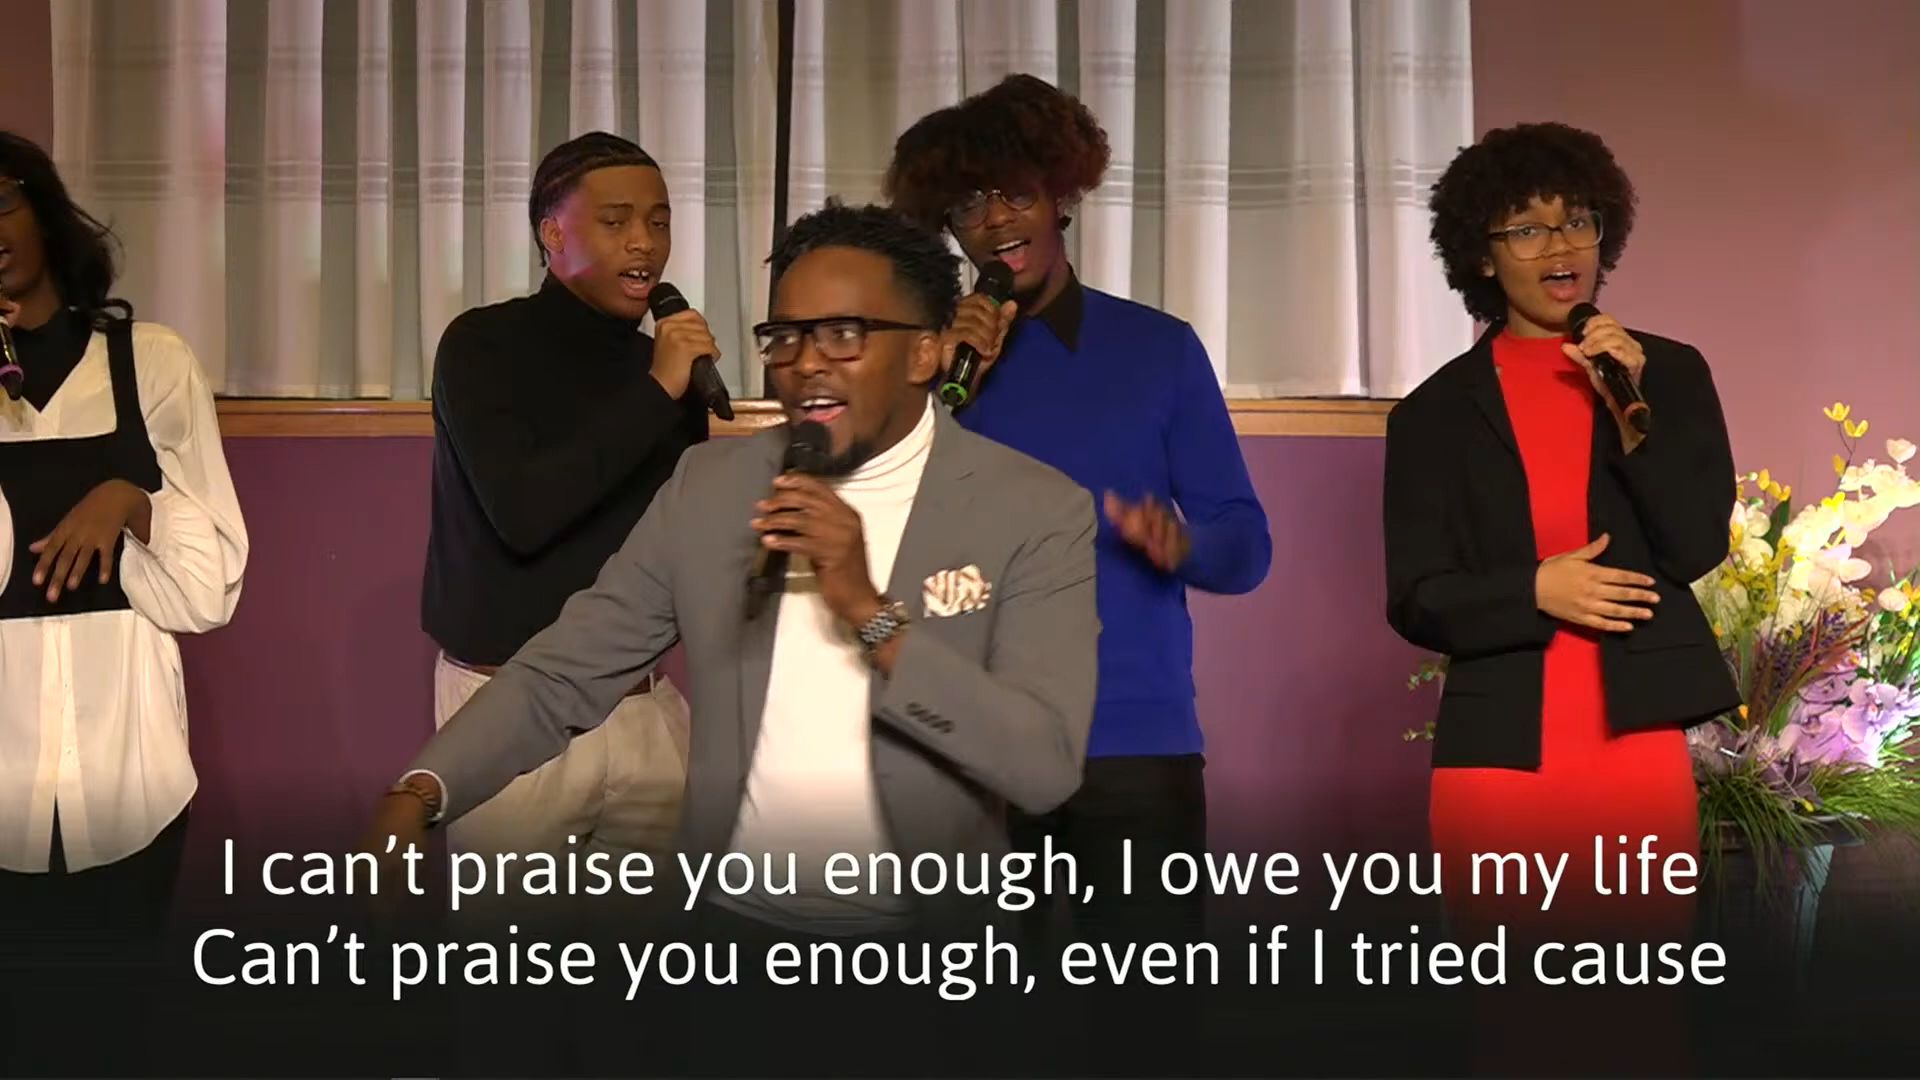 I can’t praise you enough, I owe you my life
Can’t praise you enough, even if I tried cause